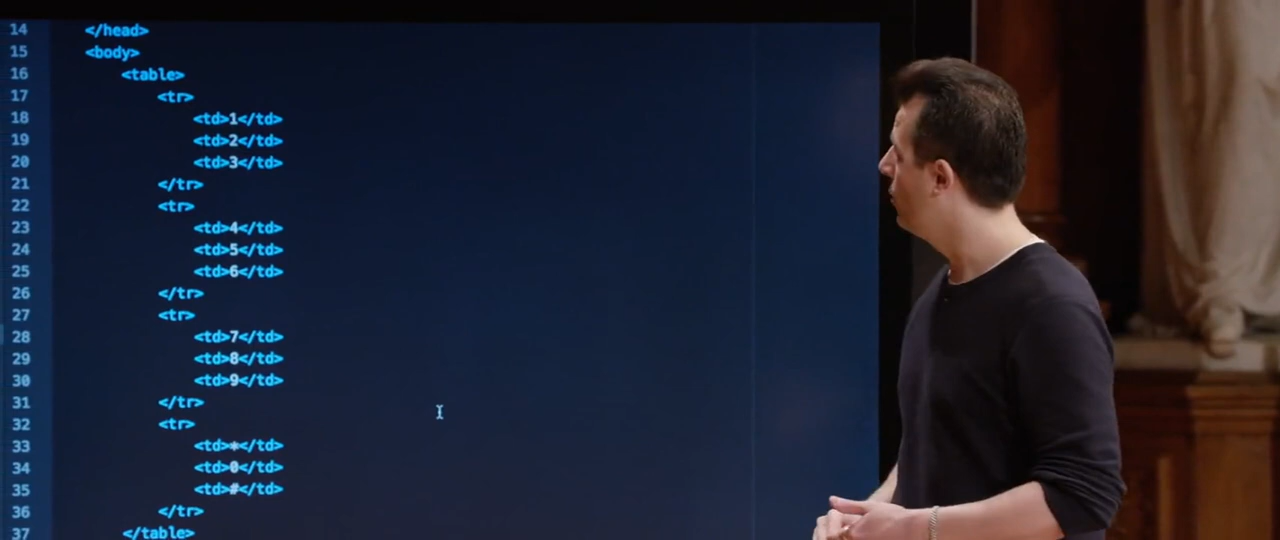 14 </head>
15 <body>
16 <table>
17 <tr>
18 <td>1</td>
19 <td>2</td>
20 <td>3</td>
21 </tr>
22 <tr>
23 <td>4</td>
24 <td>5</td>
25 <td>6</td>
26 </tr>
27 <tr>
28 <td>7</td>
29 <td>8</td>
30 <td>9</td>
31 </tr>
32 <tr>
33 <td>*</td>
34 <td>0</td>
35 <td>#</td>
36 </tr>
37 </table>